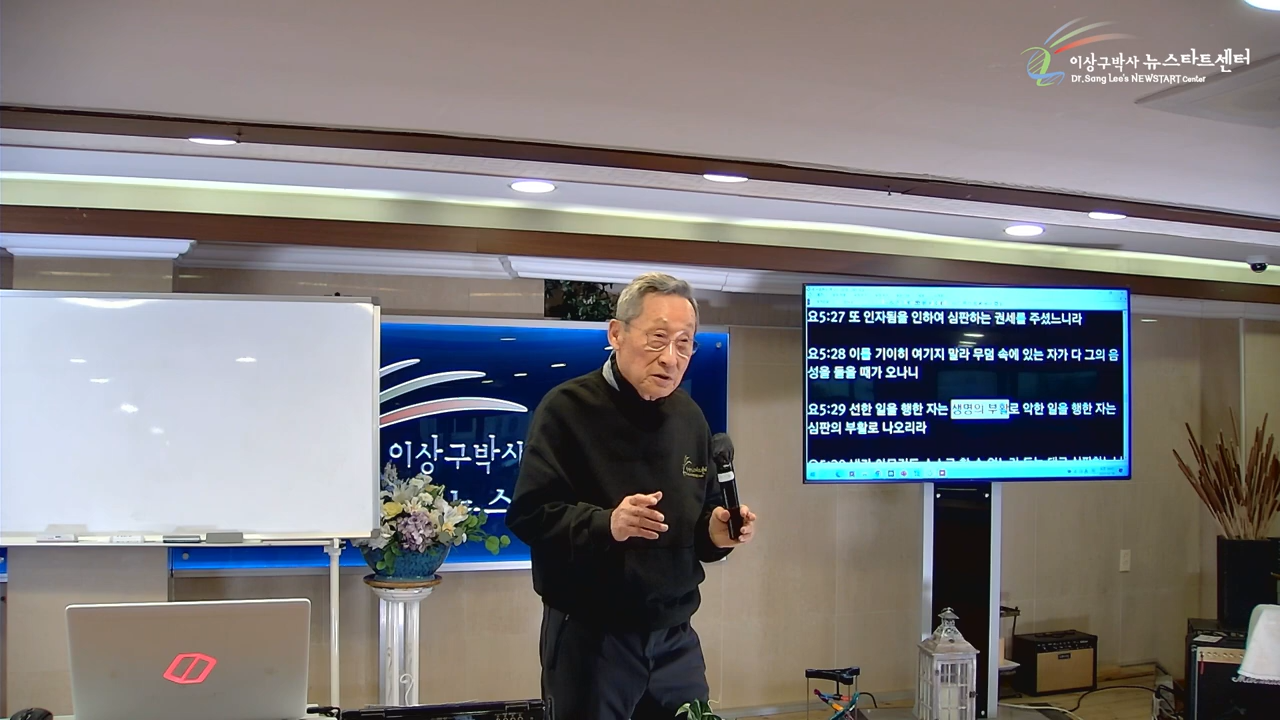 이상구박사 뉴스타트센터
Dr. Sang Lee's NEWSTART Center
이상구박사
요5:27 또 인자됨을 인하여 심판하는 권세를 주셨느니라
요5:28 이를 기이히 여기지 말라 무덤 속에 있는 자가 다 그의 음
성을 들을 때가 오나니
요5:29 선한 일을 행한 자는 생명의 부활로 악한 일을 행한 자는
심판의 부활로 나오리라